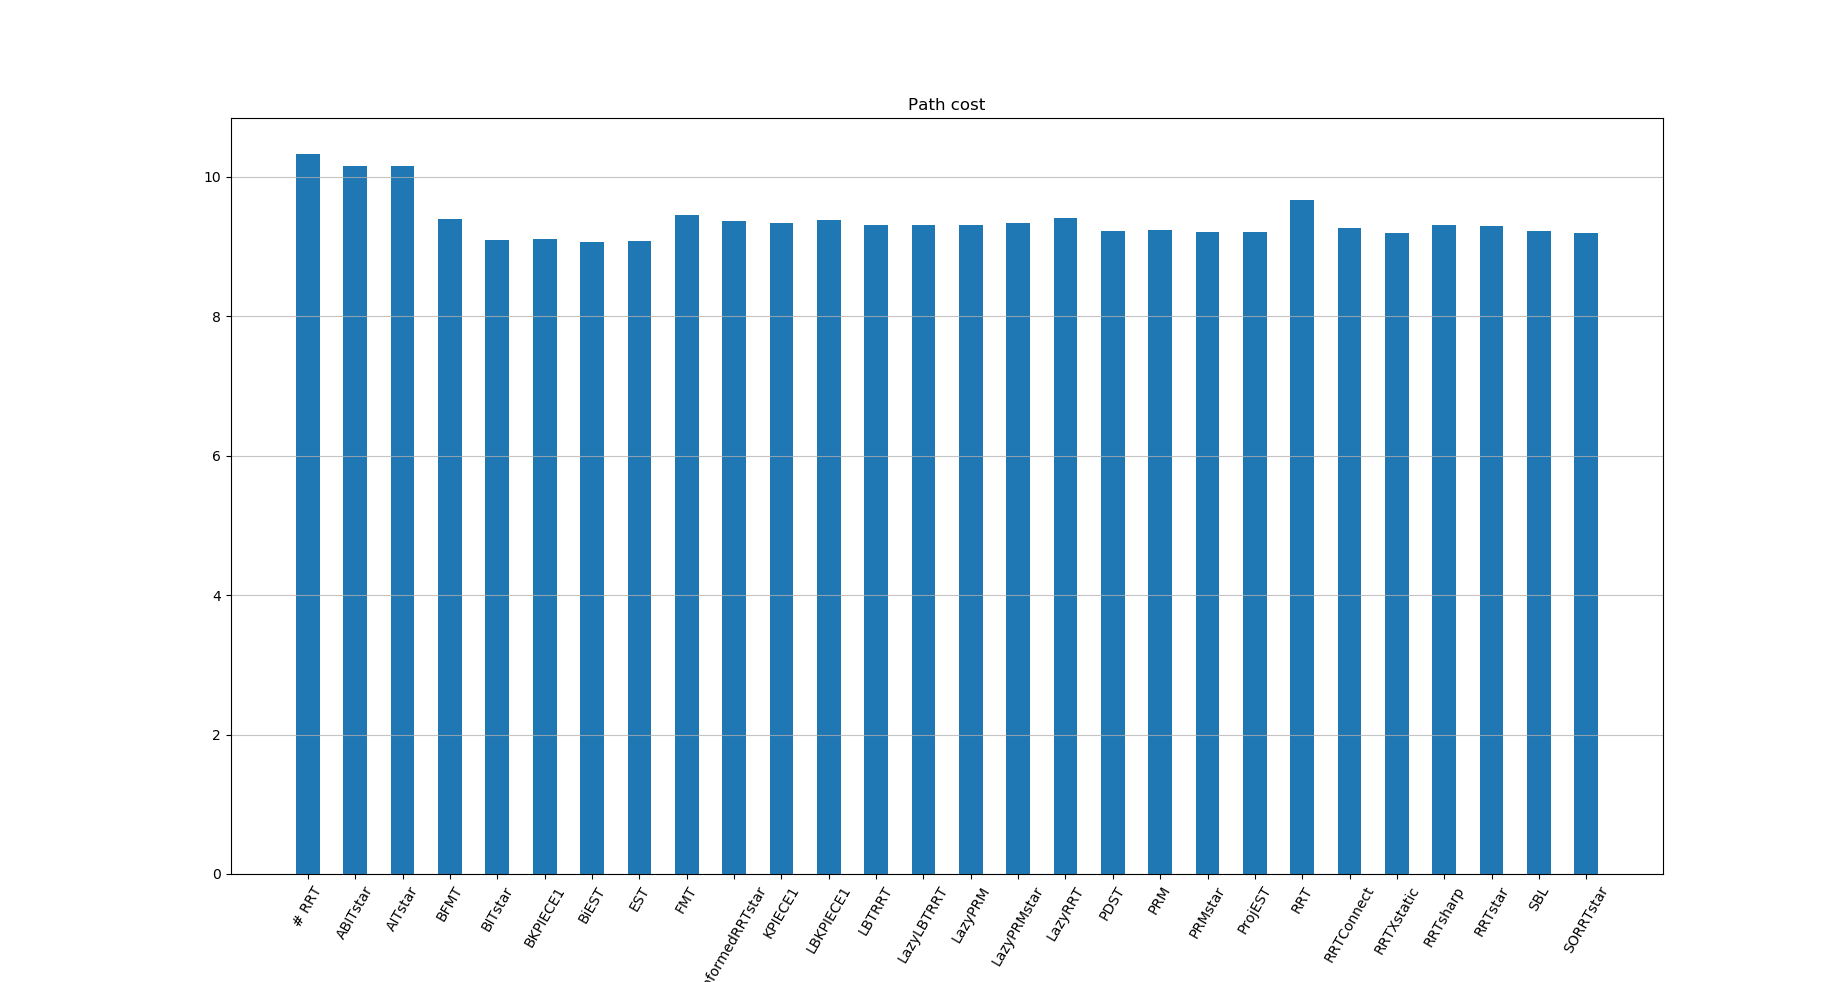 Path cost
10
8
6
4
2
0
# RRT
ABITstar
AITstar
BFMT
BITstar
BKPIECE1
BiEST
EST
FMT
nformedRRTstar
KPIECE1
LBKPIECE1
LBTRRT
LazyLBTRRT
LazyPRM
LazyPRMstar
LazyRRT
PDST
PRM
PRMstar
ProjEST
RRT
RRTConnect
RRTXstatic
RRTsharp
RRTstar
SBL
SORRTstar